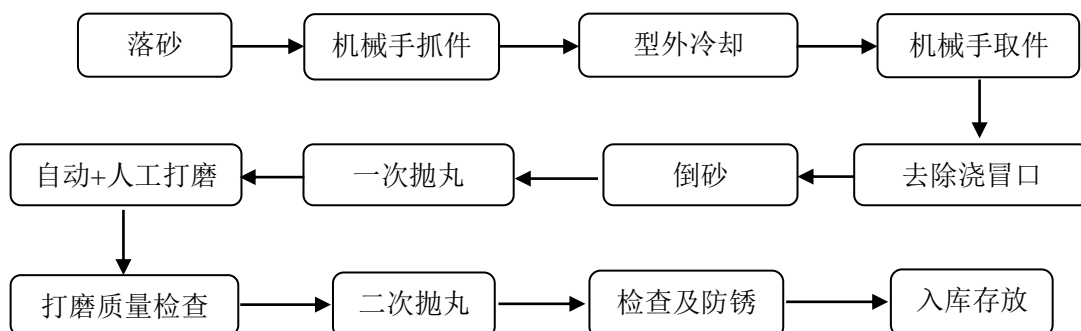 落砂
机械手抓件
型外冷却
机械手取件
去除浇冒口
倒砂
一次抛丸
自动+人工打磨
打磨质量检查
二次抛丸
检查及防锈
入库存放